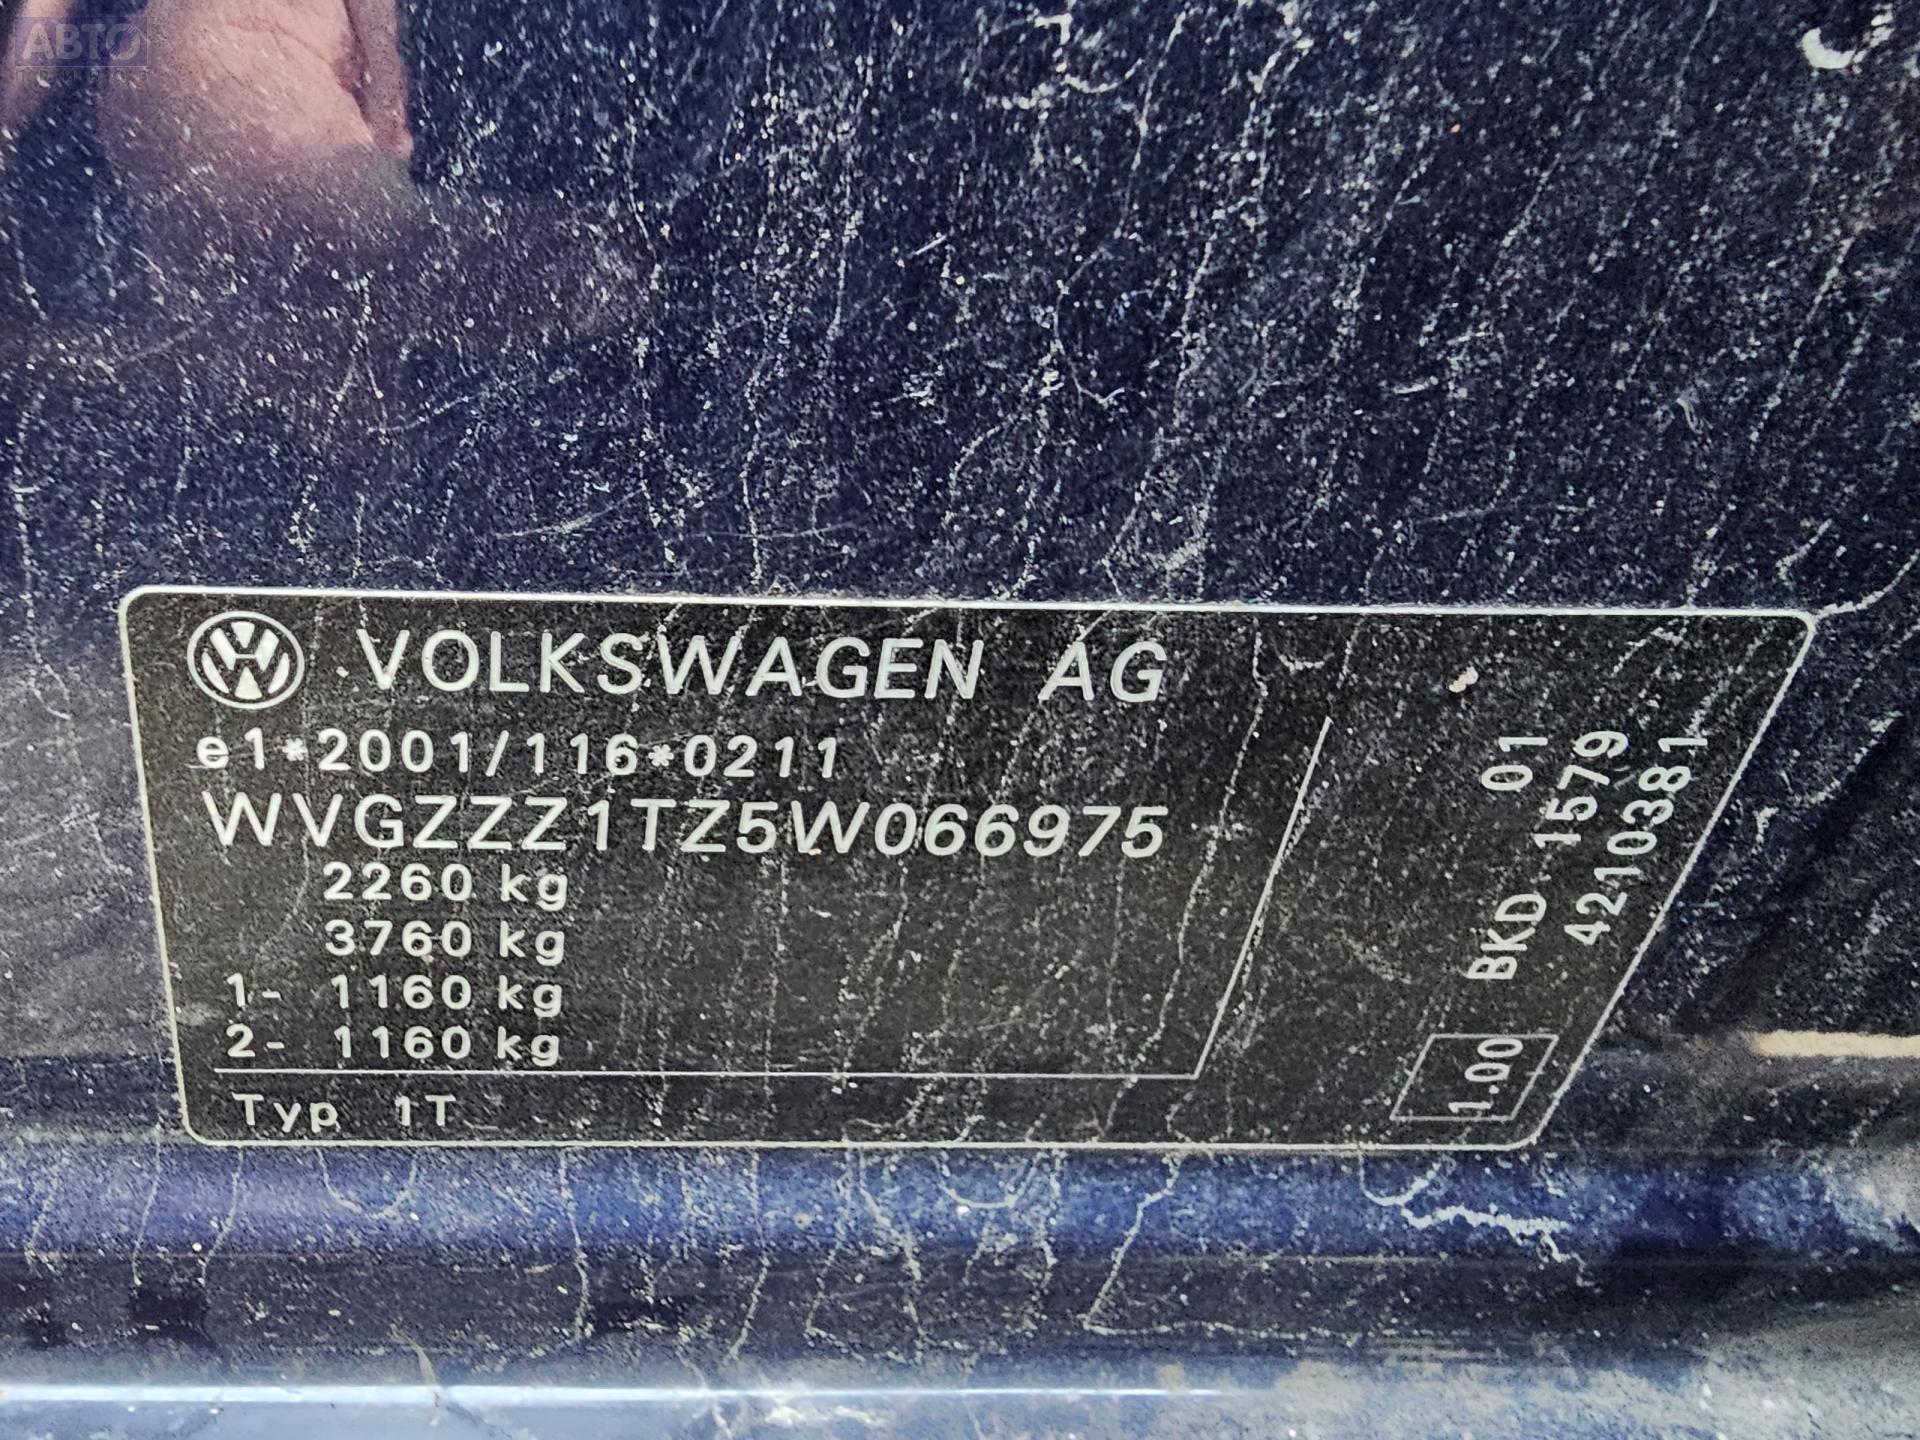 АВТО
VOLKSWAGEN AG
e1*2001/116*0211
WVGZZZ1TZ5W066975
2260 kg
3760 kg
1- 1160 kg
2- 1160 kg
Typ 1T
BKD 01
1579
4210381
1.00